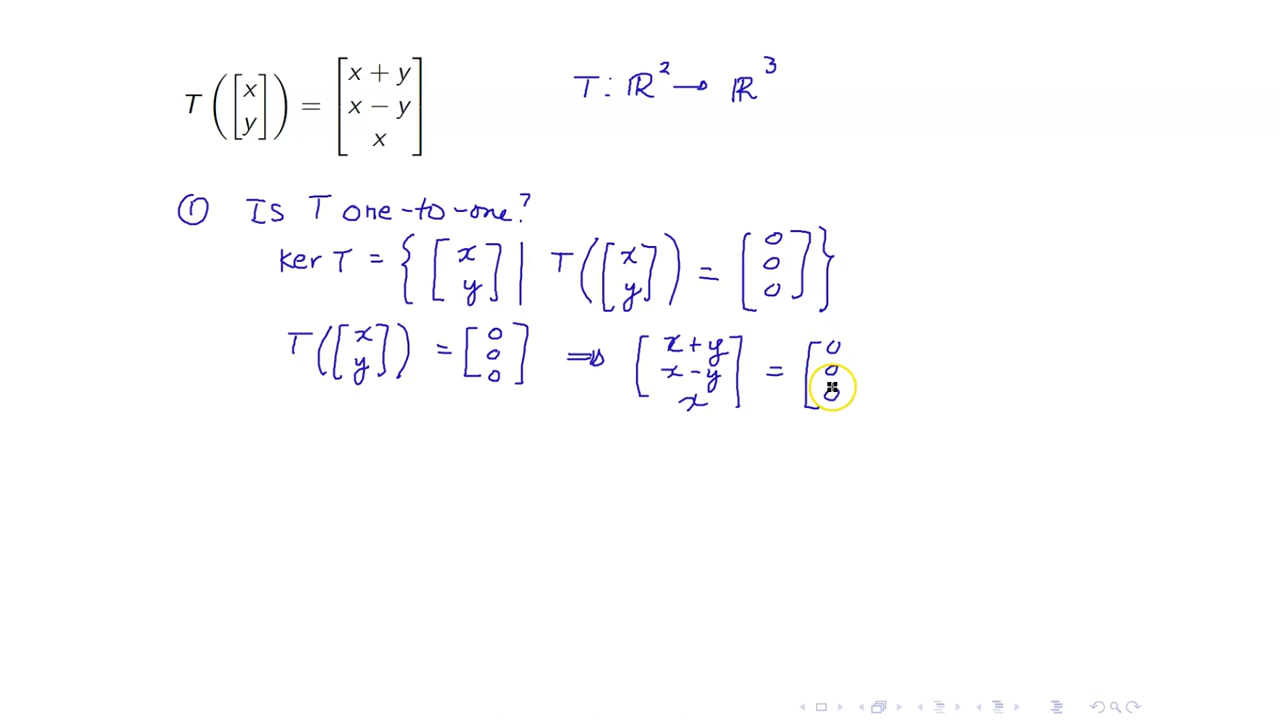 T([x y]) = [x + y x − y x] T: ℝ² → ℝ³
① Is T one-to-one?
Ker T = { [x y] | T([x y]) = [0 0 0] }
T([x y]) = [0 0 0] ⇒ [x+y x-y x] = [0 0 0